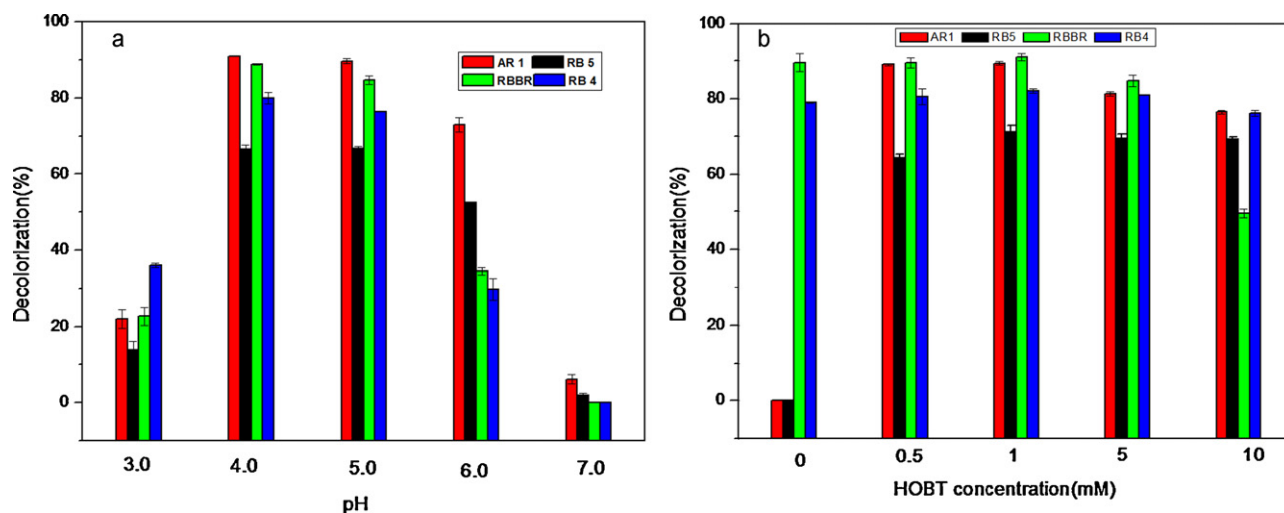 a
AR 1 RB 5
RBBR RB 4
Decolorization(%)
100
80
60
40
20
0
3.0 4.0 5.0 6.0 7.0
pH
b
AR1 RB5 RBBR RB4
Decolorization(%)
100
80
60
40
20
0
0 0.5 1 5 10
HOBT concentration(mM)